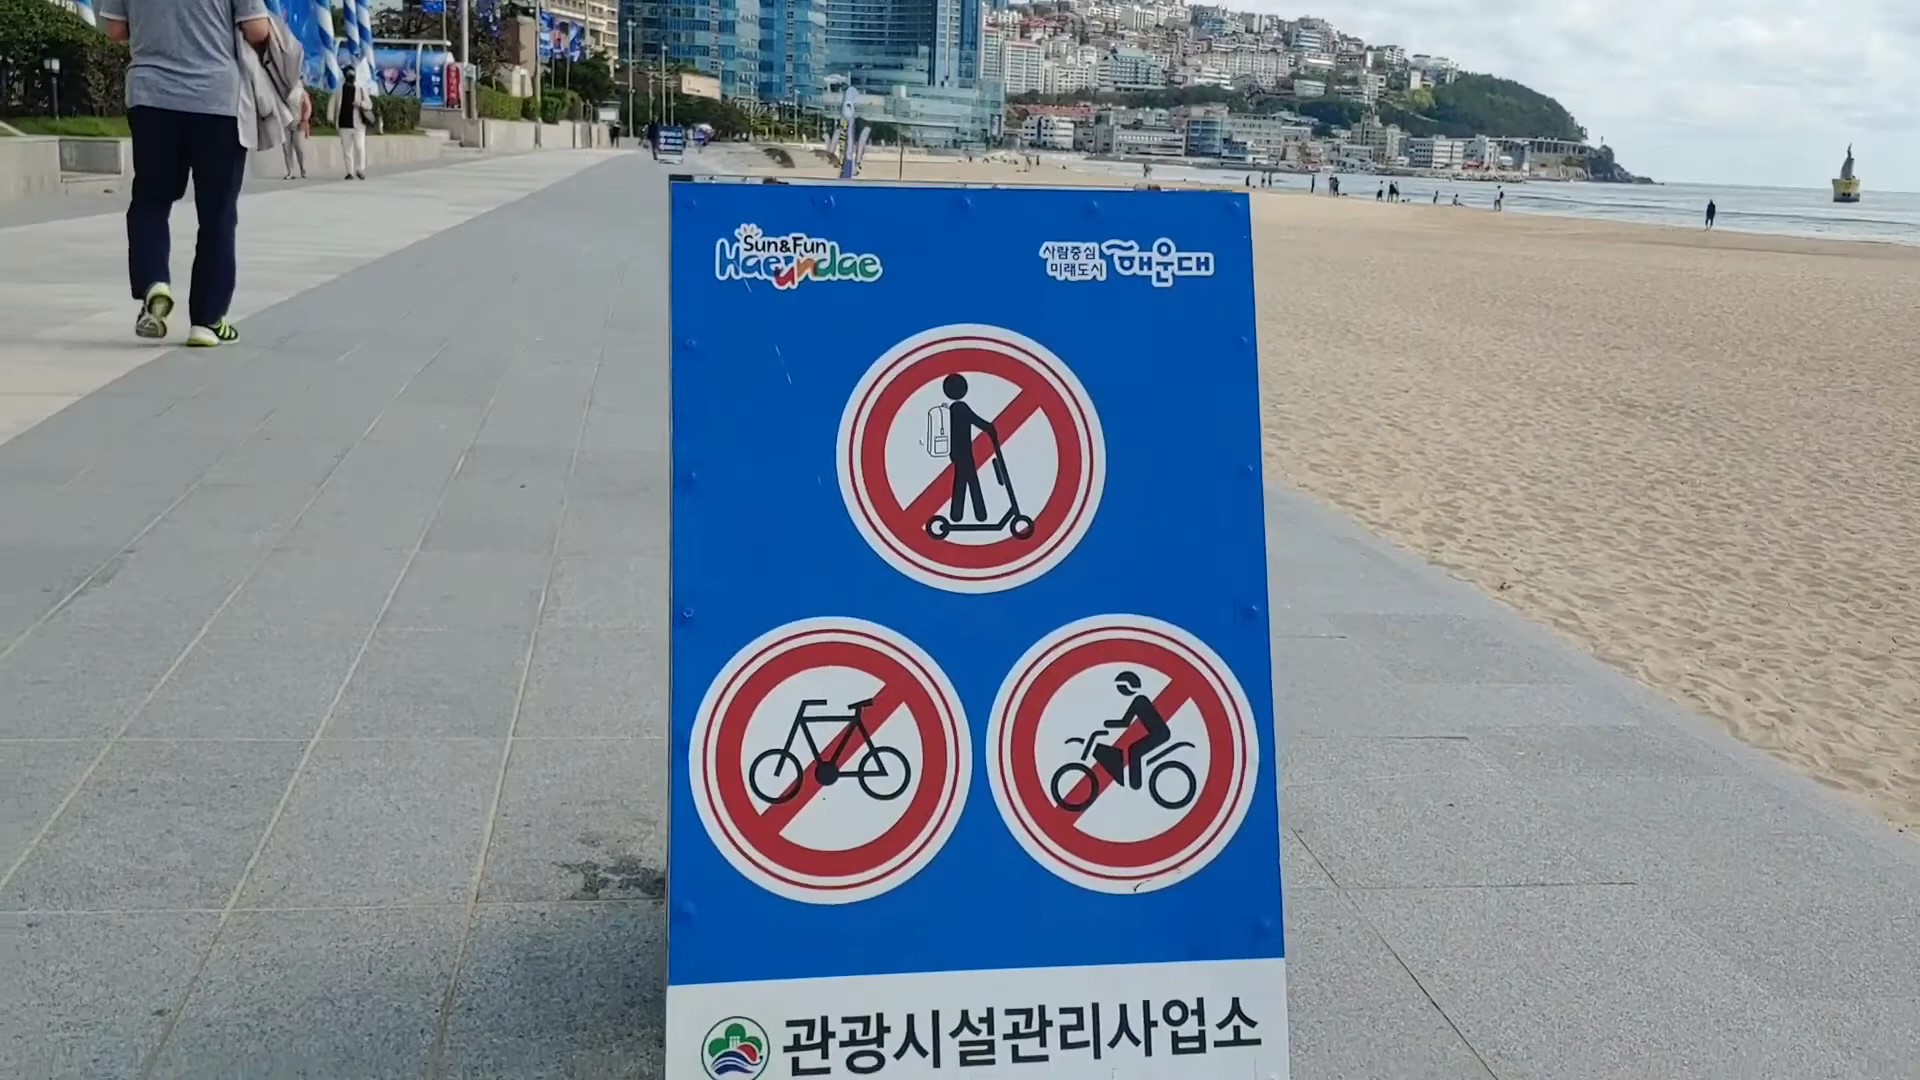 Sun&Fun
Haeundae
사람중심
미래도시
해운대
관광시설관리사업소